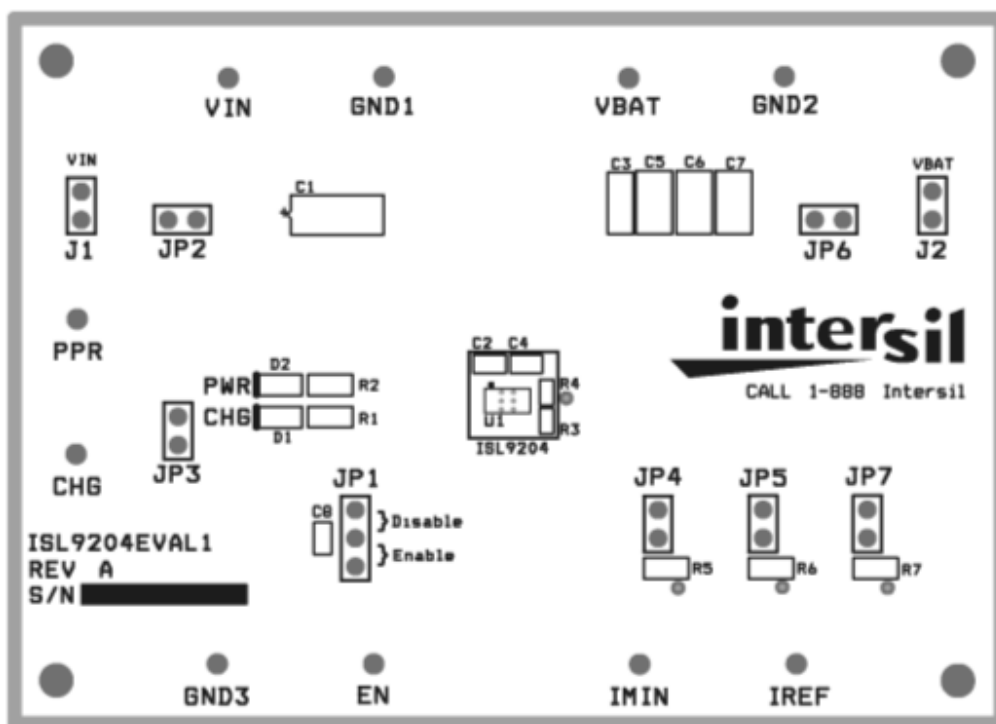 VIN GND1 VBAT GND2
VIN C1 C3 C5 C6 C7 VBAT
J1 JP2 JP6 J2
intersil
PPR
C2 C4
D2
PWR R2 R4 CALL 1-888 Intersil
CHG R1
D1 U1 R3
ISL9204
JP3 JP1 JP4 JP5 JP7
CHG
C8 }Disable
ISL9204EVAL1 }Enable
REV A R5 R6 R7
S/N
GND3 EN IMIN IREF